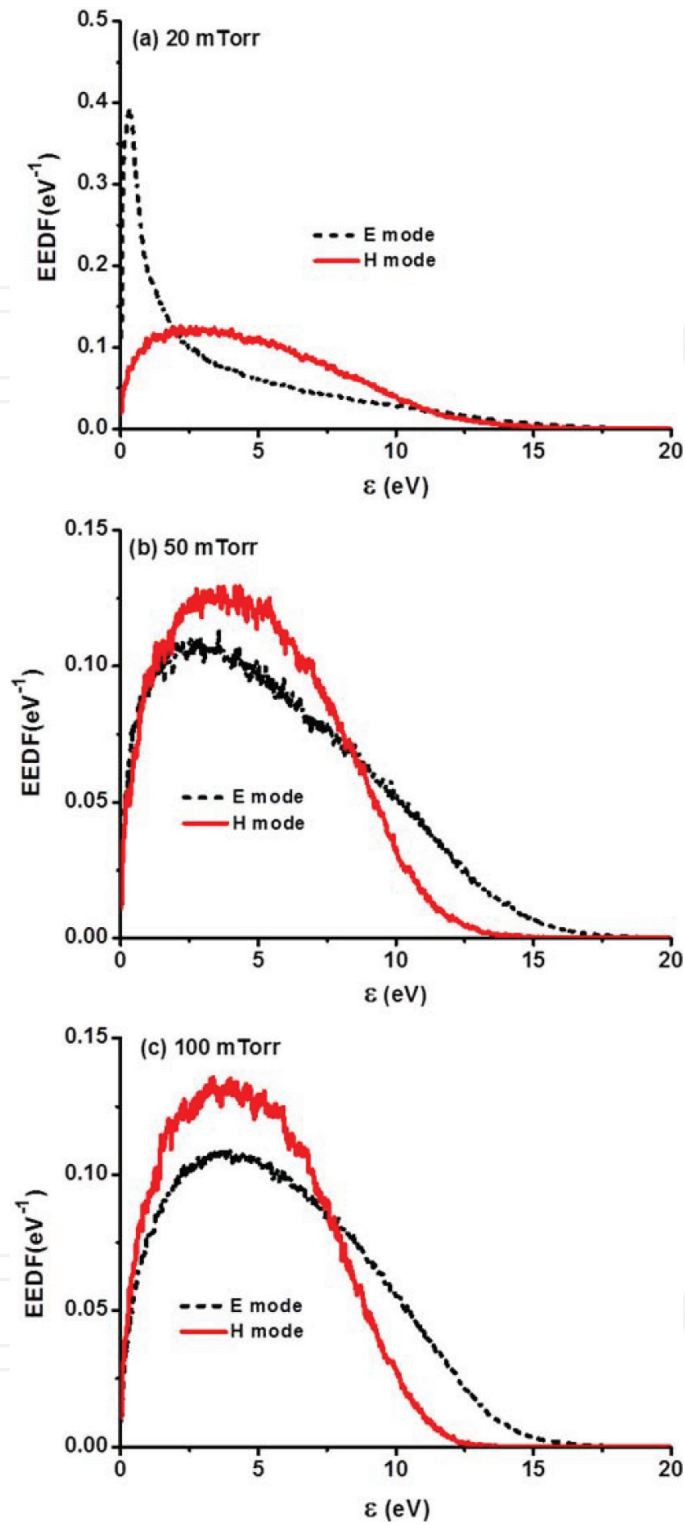 (a) 20 mTorr
0.5
0.4
0.3
0.2
0.1
0.0
EEDF(eV⁻¹)
E mode
H mode
0 5 10 15 20
ε (eV)
(b) 50 mTorr
0.15
0.10
0.05
0.00
EEDF(eV⁻¹)
E mode
H mode
0 5 10 15 20
ε (eV)
(c) 100 mTorr
0.15
0.10
0.05
0.00
EEDF(eV⁻¹)
E mode
H mode
0 5 10 15 20
ε (eV)